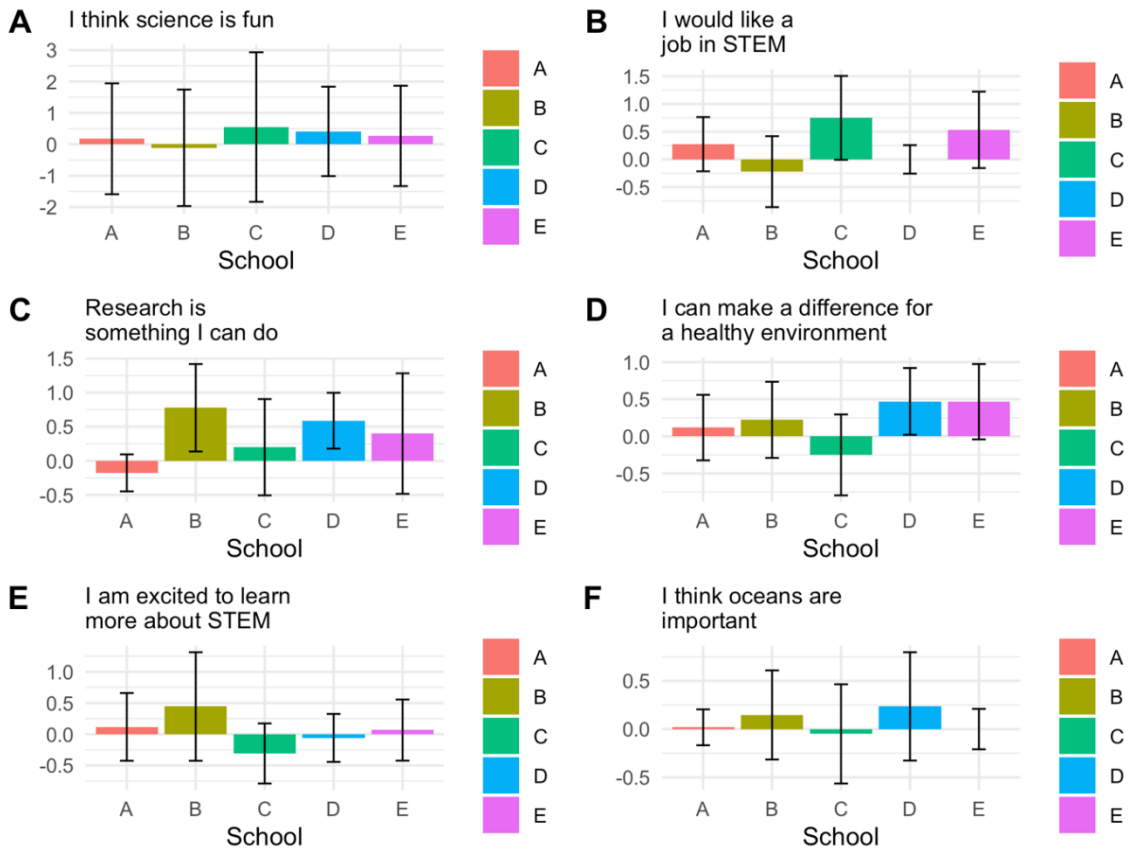 A
I think science is fun
3
2
1
0
-1
-2
A B C D E
School
A
B
C
D
E
B
I would like a
job in STEM
1.5
1.0
0.5
0.0
-0.5
A B C D E
School
A
B
C
D
E
C
Research is
something I can do
1.5
1.0
0.5
0.0
-0.5
A B C D E
School
A
B
C
D
E
D
I can make a difference for
a healthy environment
1.0
0.5
0.0
-0.5
A B C D E
School
A
B
C
D
E
E
I am excited to learn
more about STEM
1.0
0.5
0.0
-0.5
A B C D E
School
A
B
C
D
E
F
I think oceans are
important
0.5
0.0
-0.5
A B C D E
School
A
B
C
D
E